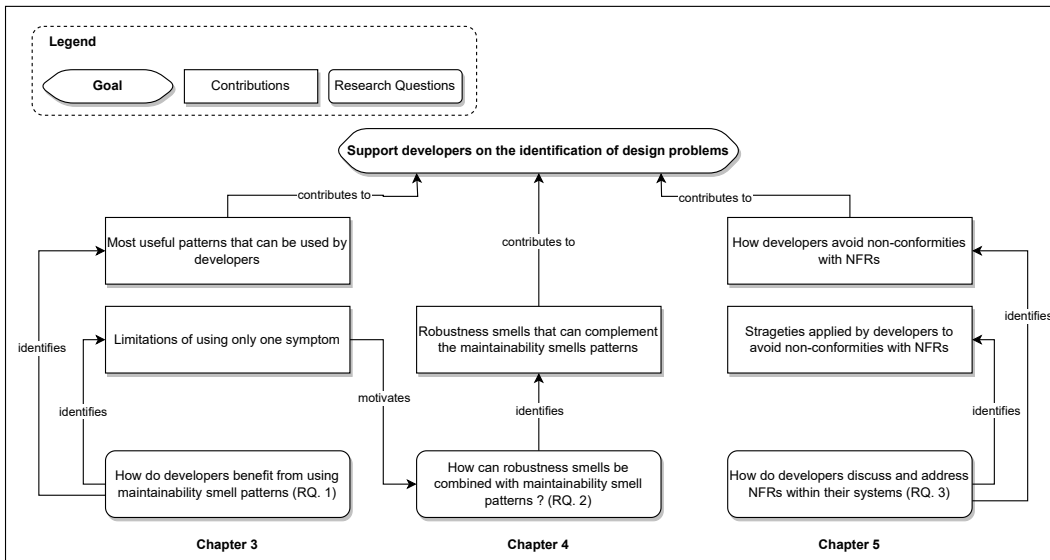 Legend
Goal
Contributions
Research Questions
Support developers on the identification of design problems
contributes to
contributes to
contributes to
Most useful patterns that can be used by
developers
How developers avoid non-conformities
with NFRs
identifies
Limitations of using only one symptom
Robustness smells that can complement
the maintainability smells patterns
Strageties applied by developers to
avoid non-conformities with NFRs
identifies
identifies
motivates
identifies
identifies
How do developers benefit from using
maintainability smell patterns (RQ. 1)
How can robustness smells be
combined with maintainability smell
patterns ? (RQ. 2)
How do developers discuss and address
NFRs within their systems (RQ. 3)
Chapter 3
Chapter 4
Chapter 5